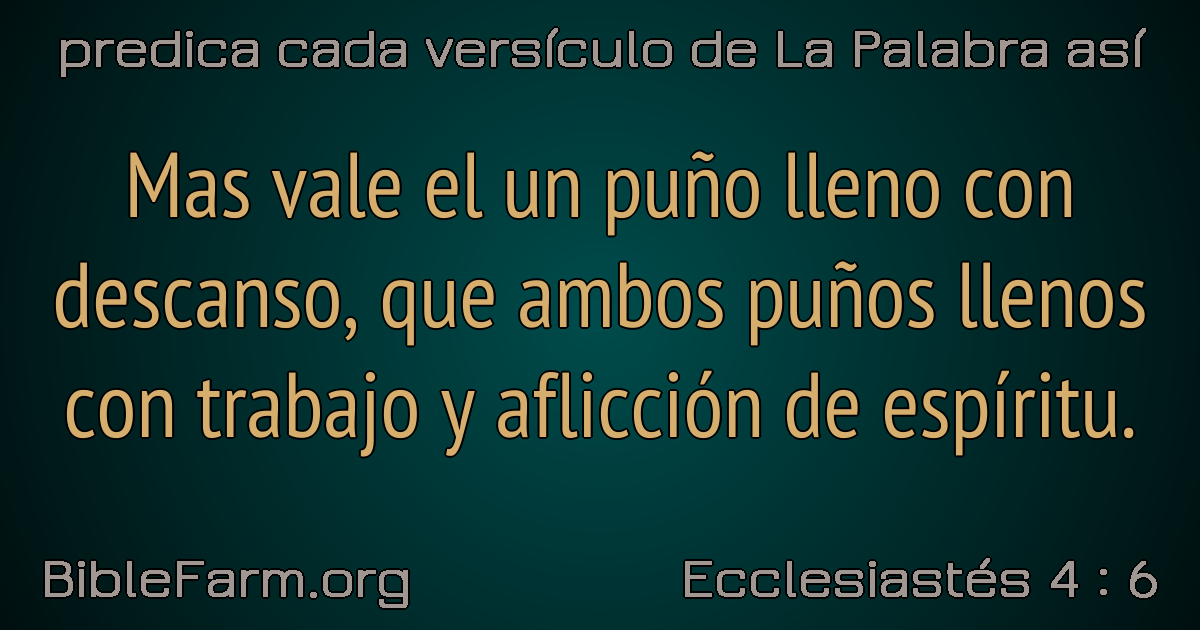 predica cada versículo de La Palabra así
Mas vale el un puño lleno con
descanso, que ambos puños llenos
con trabajo y aflicción de espíritu.
BibleFarm.org
Ecclesiastés 4 : 6